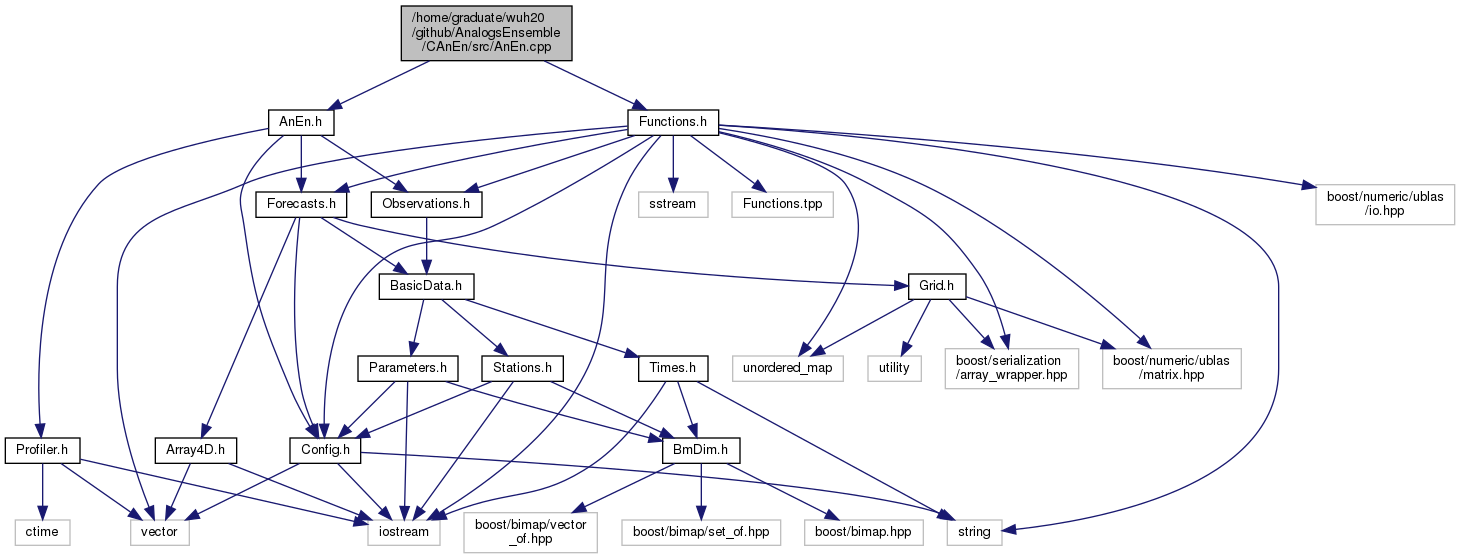 /home/graduate/wuh20
/github/AnalogsEnsemble
/CAnEn/src/AnEn.cpp
AnEn.h
Functions.h
Forecasts.h
Observations.h
sstream
Functions.tpp
boost/numeric/ublas
/io.hpp
BasicData.h
Grid.h
Parameters.h
Stations.h
Times.h
unordered_map
utility
boost/serialization
/array_wrapper.hpp
boost/numeric/ublas
/matrix.hpp
Profiler.h
Array4D.h
Config.h
BmDim.h
ctime
vector
iostream
boost/bimap/vector
_of.hpp
boost/bimap/set_of.hpp
boost/bimap.hpp
string